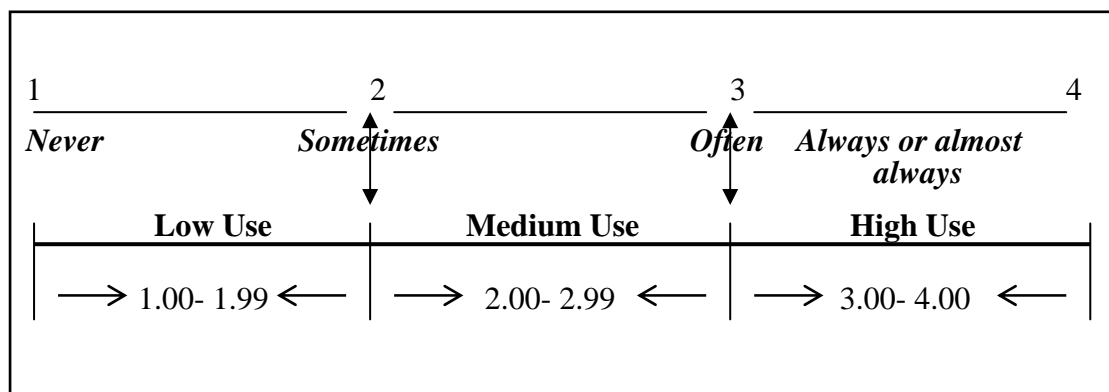 1 2 3 4
Never Sometimes Often Always or almost
always
Low Use Medium Use High Use
1.00- 1.99 2.00- 2.99 3.00- 4.00